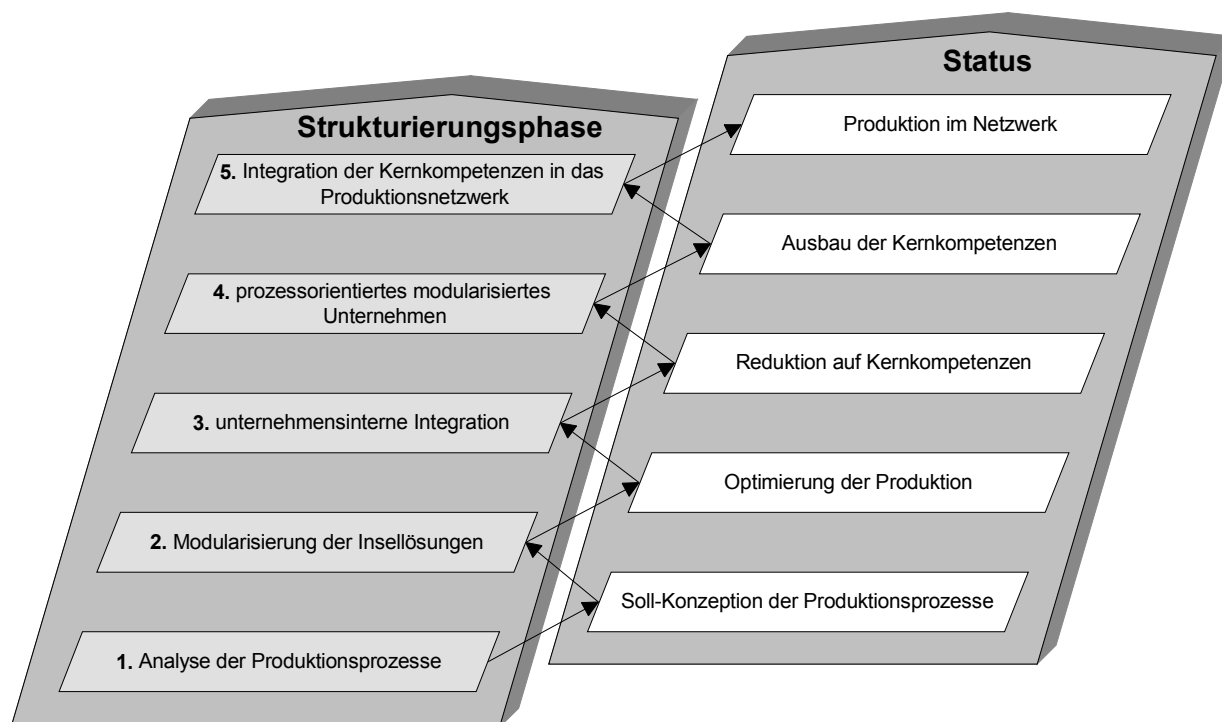 Strukturierungsphase
5. Integration der Kernkompetenzen in das
Produktionsnetzwerk
4. prozessorientiertes modularisiertes
Unternehmen
3. unternehmensinterne Integration
2. Modularisierung der Insellösungen
1. Analyse der Produktionsprozesse
Status
Produktion im Netzwerk
Ausbau der Kernkompetenzen
Reduktion auf Kernkompetenzen
Optimierung der Produktion
Soll-Konzeption der Produktionsprozesse